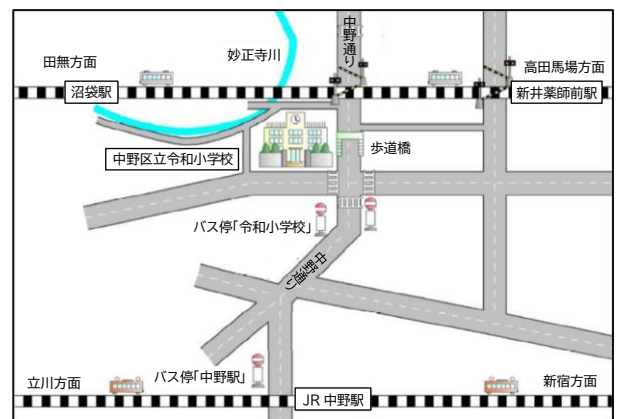 中野通り
田無方面
妙正寺川
高田馬場方面
沼袋駅
新井薬師前駅
中野区立令和小学校
歩道橋
バス停「令和小学校」
中野通り
立川方面
バス停「中野駅」
新宿方面
JR 中野駅